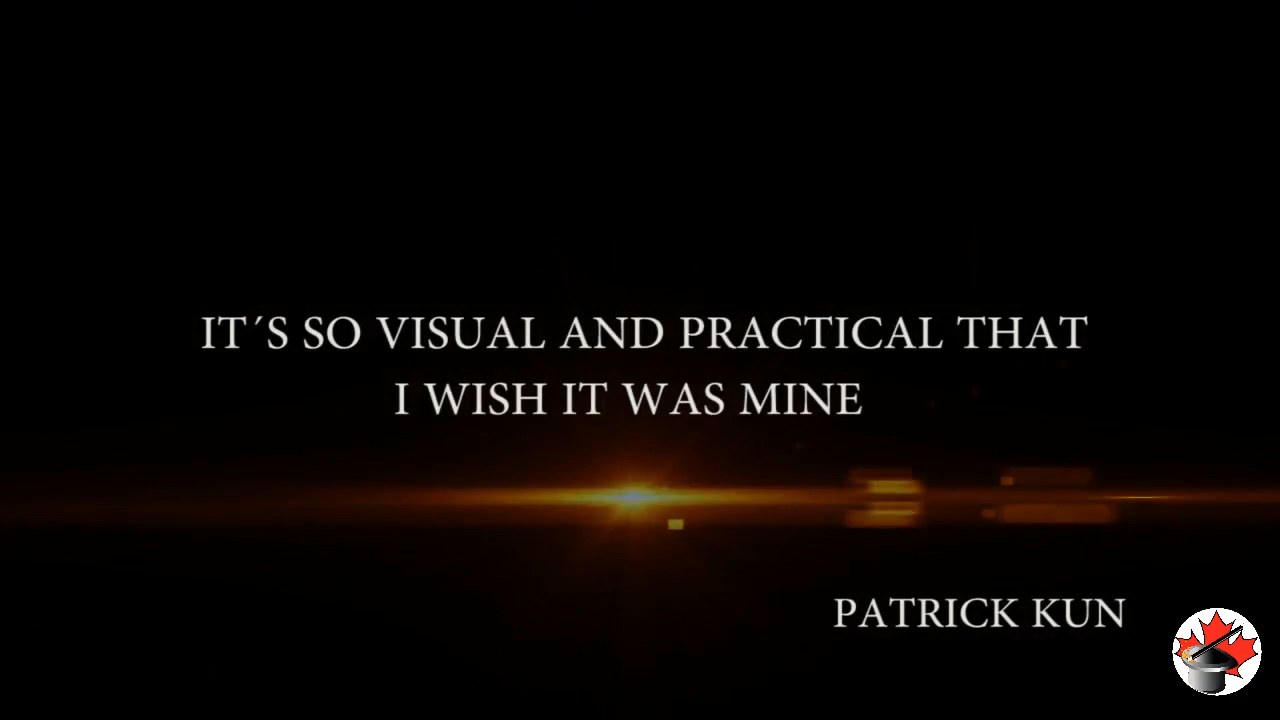 IT´S SO VISUAL AND PRACTICAL THAT
I WISH IT WAS MINE
PATRICK KUN